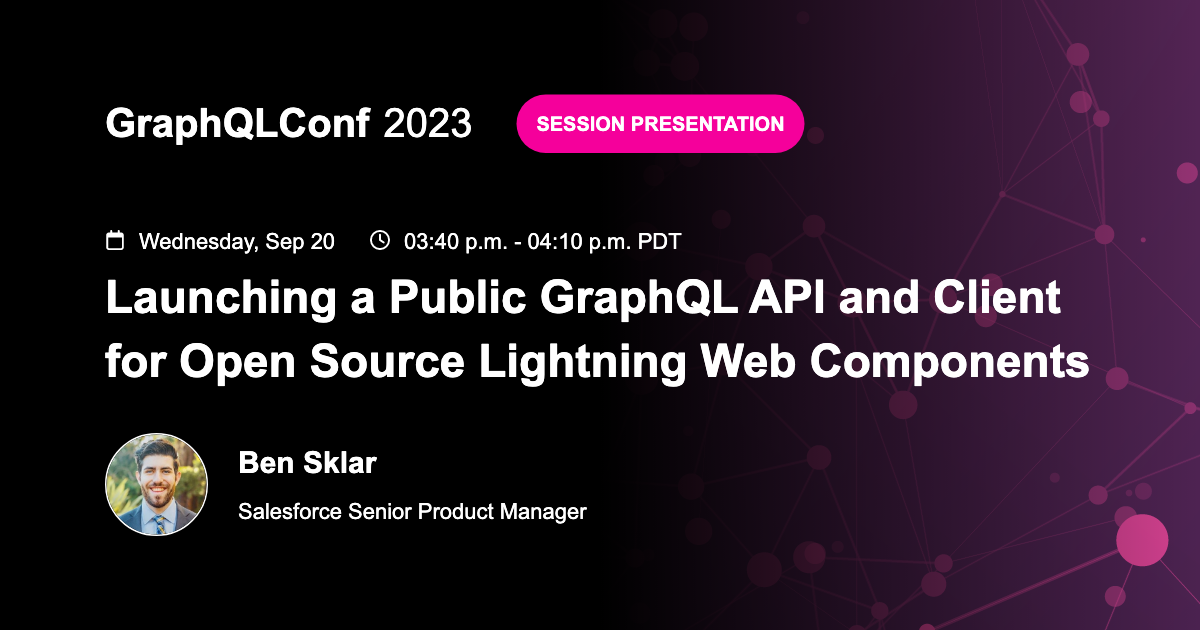 GraphQLConf 2023
SESSION PRESENTATION
Wednesday, Sep 20
03:40 p.m. - 04:10 p.m. PDT
Launching a Public GraphQL API and Client
for Open Source Lightning Web Components
Ben Sklar
Salesforce Senior Product Manager